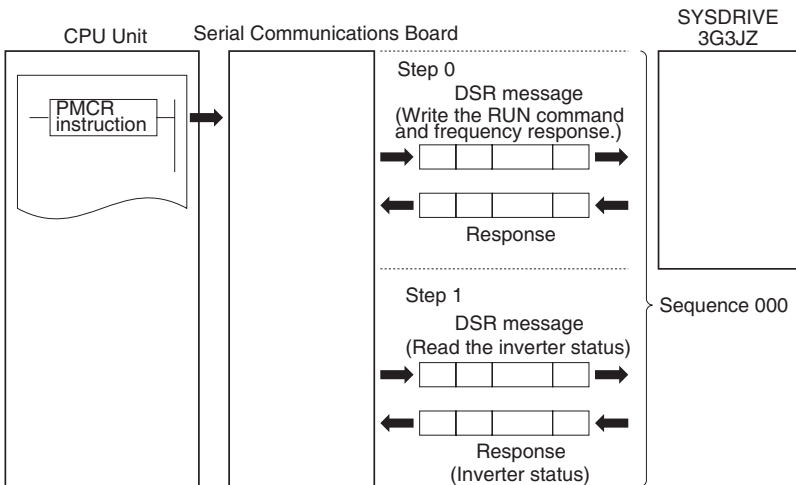 CPU Unit
Serial Communications Board
SYSDRIVE
3G3JZ
PMCR
instruction
Step 0
DSR message
(Write the RUN command
and frequency response.)
Response
Step 1
DSR message
(Read the inverter status)
Response
(Inverter status)
Sequence 000